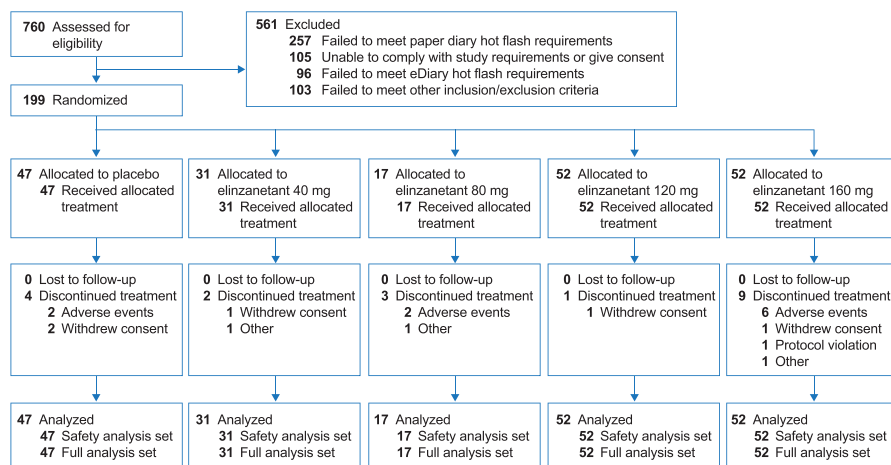 760 Assessed for
eligibility
561 Excluded
257 Failed to meet paper diary hot flash requirements
105 Unable to comply with study requirements or give consent
96 Failed to meet eDiary hot flash requirements
103 Failed to meet other inclusion/exclusion criteria
199 Randomized
47 Allocated to placebo
47 Received allocated
treatment
31 Allocated to
elinzanetant 40 mg
31 Received allocated
treatment
17 Allocated to
elinzanetant 80 mg
17 Received allocated
treatment
52 Allocated to
elinzanetant 120 mg
52 Received allocated
treatment
52 Allocated to
elinzanetant 160 mg
52 Received allocated
treatment
0 Lost to follow-up
4 Discontinued treatment
2 Adverse events
2 Withdrew consent
0 Lost to follow-up
2 Discontinued treatment
1 Withdrew consent
1 Other
0 Lost to follow-up
3 Discontinued treatment
2 Adverse events
1 Other
0 Lost to follow-up
1 Discontinued treatment
1 Withdrew consent
0 Lost to follow-up
9 Discontinued treatment
6 Adverse events
1 Withdrew consent
1 Protocol violation
1 Other
47 Analyzed
47 Safety analysis set
47 Full analysis set
31 Analyzed
31 Safety analysis set
31 Full analysis set
17 Analyzed
17 Safety analysis set
17 Full analysis set
52 Analyzed
52 Safety analysis set
52 Full analysis set
52 Analyzed
52 Safety analysis set
52 Full analysis set